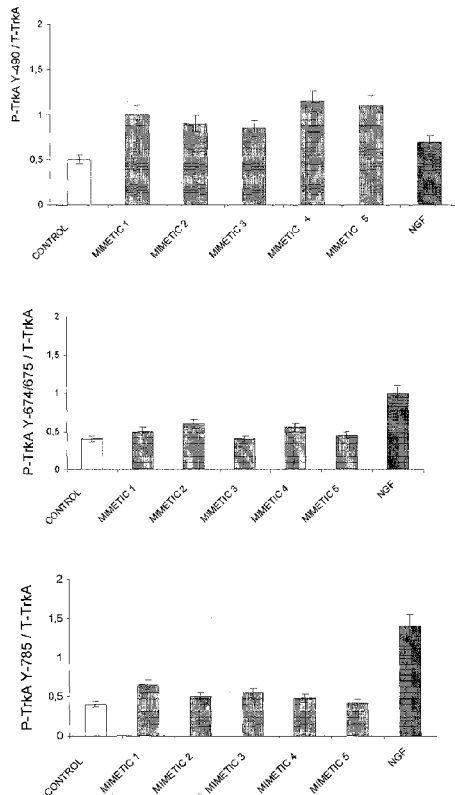 P-TrkA Y-490 / T-TrkA
2
1,5
1
0,5
0
CONTROL
MIMETIC 1
MIMETIC 2
MIMETIC 3
MIMETIC 4
MIMETIC 5
NGF
P-TrkA Y-674/675 / T-TrkA
2
1,5
1
0,5
0
CONTROL
MIMETIC 1
MIMETIC 2
MIMETIC 3
MIMETIC 4
MIMETIC 5
NGF
P-TrkA Y-785 / T-TrkA
2
1,5
1
0,5
0
CONTROL
MIMETIC 1
MIMETIC 2
MIMETIC 3
MIMETIC 4
MIMETIC 5
NGF